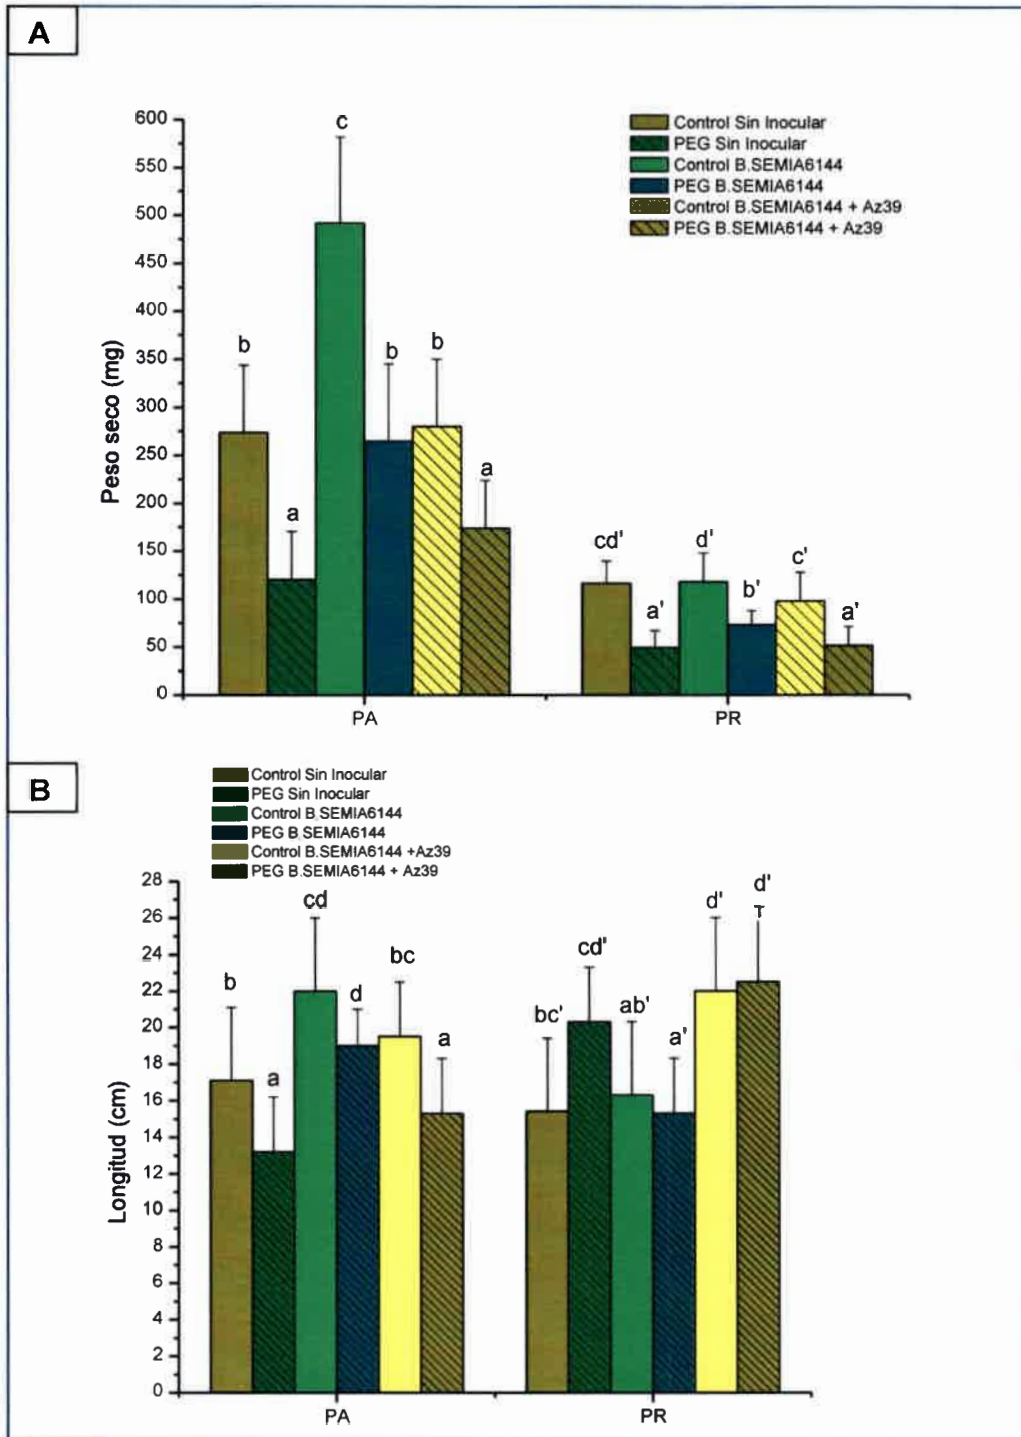 A
Control Sin Inocular
PEG Sin Inocular
Control B.SEMIA6144
PEG B.SEMIA6144
Control B.SEMIA6144 + Az39
PEG B.SEMIA6144 + Az39
Peso seco (mg)
600
550
500
450
400
350
300
250
200
150
100
50
0
b
a
c
b
b
a
cd'
a'
d'
b'
c'
a'
PA
PR
B
Control Sin Inocular
PEG Sin Inocular
Control B.SEMIA6144
PEG B.SEMIA6144
Control B.SEMIA6144 +Az39
PEG B.SEMIA6144 + Az39
Longitud (cm)
28
26
24
22
20
18
16
14
12
10
8
6
4
2
0
b
a
cd
d
bc
a
bc'
cd'
ab'
a'
d'
d'
PA
PR